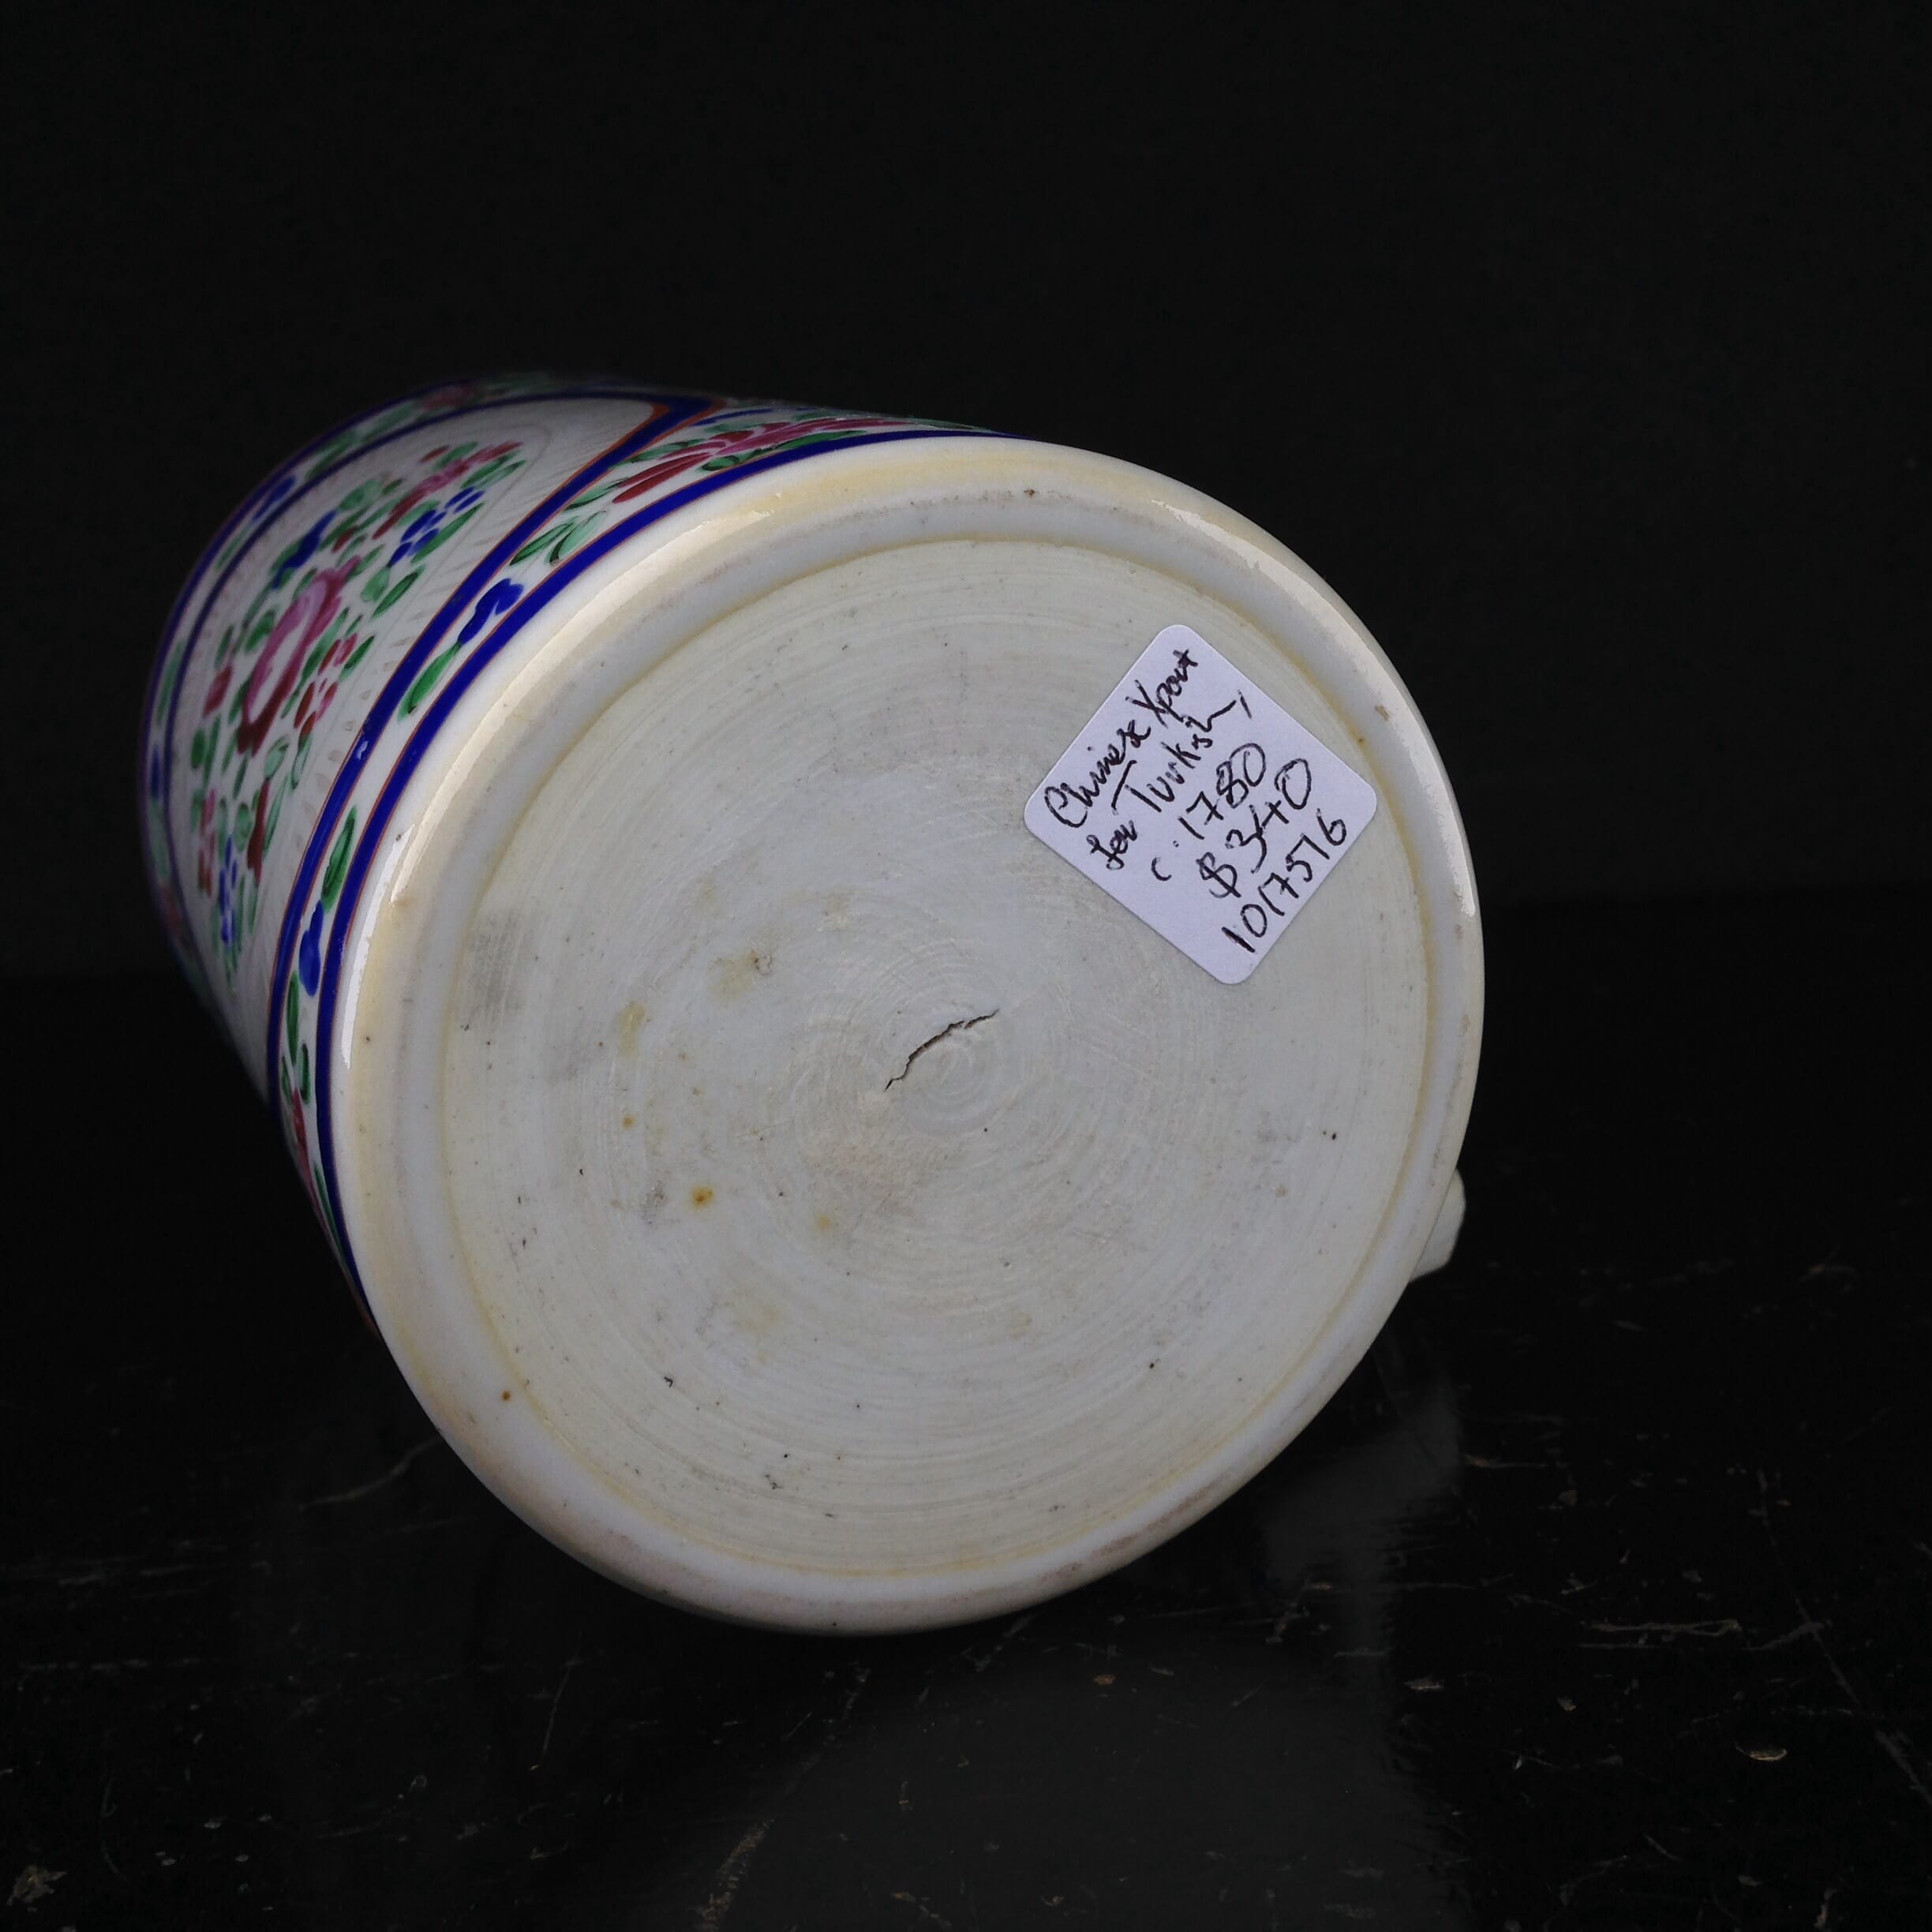 Chinese Xport
for Turkish,
c. 1780
$340
1017516